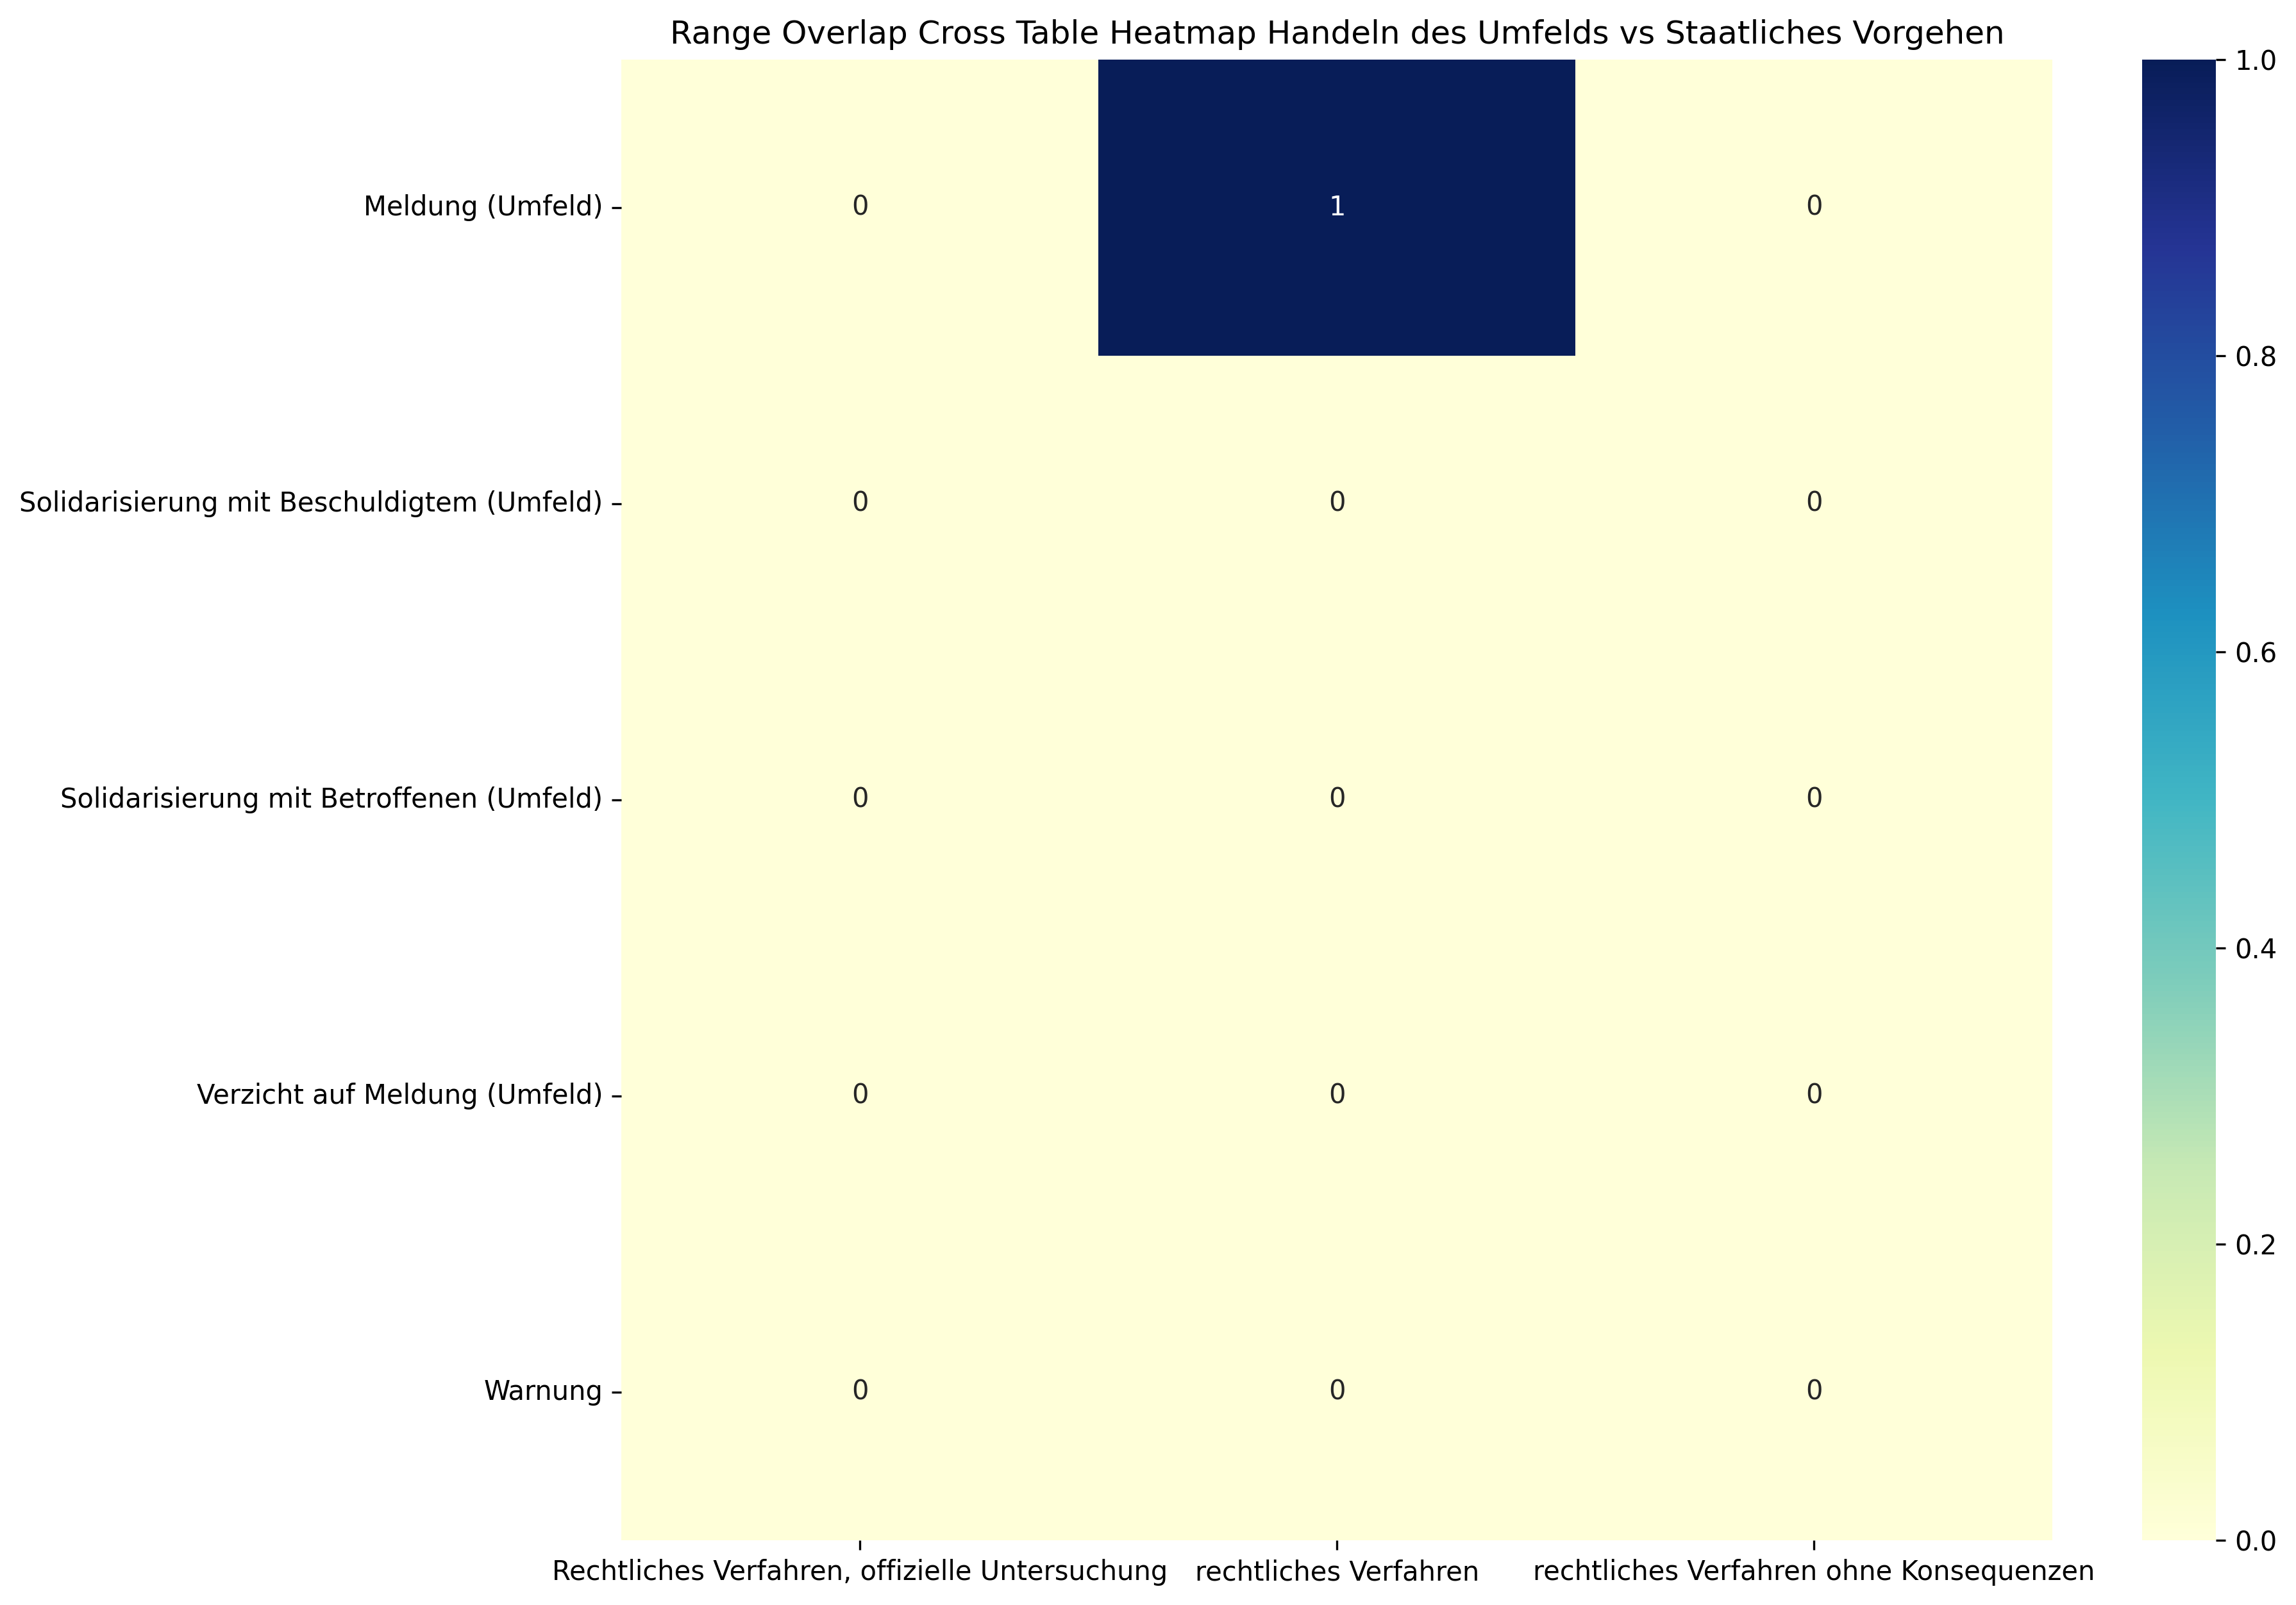 Range Overlap Cross Table Heatmap Handeln des Umfelds vs Staatliches Vorgehen
Meldung (Umfeld) 0 1 0
Solidarisierung mit Beschuldigtem (Umfeld) 0 0 0
Solidarisierung mit Betroffenen (Umfeld) 0 0 0
Verzicht auf Meldung (Umfeld) 0 0 0
Warnung 0 0 0
Rechtliches Verfahren, offizielle Untersuchung rechtliches Verfahren rechtliches Verfahren ohne Konsequenzen
1.0
0.8
0.6
0.4
0.2
0.0